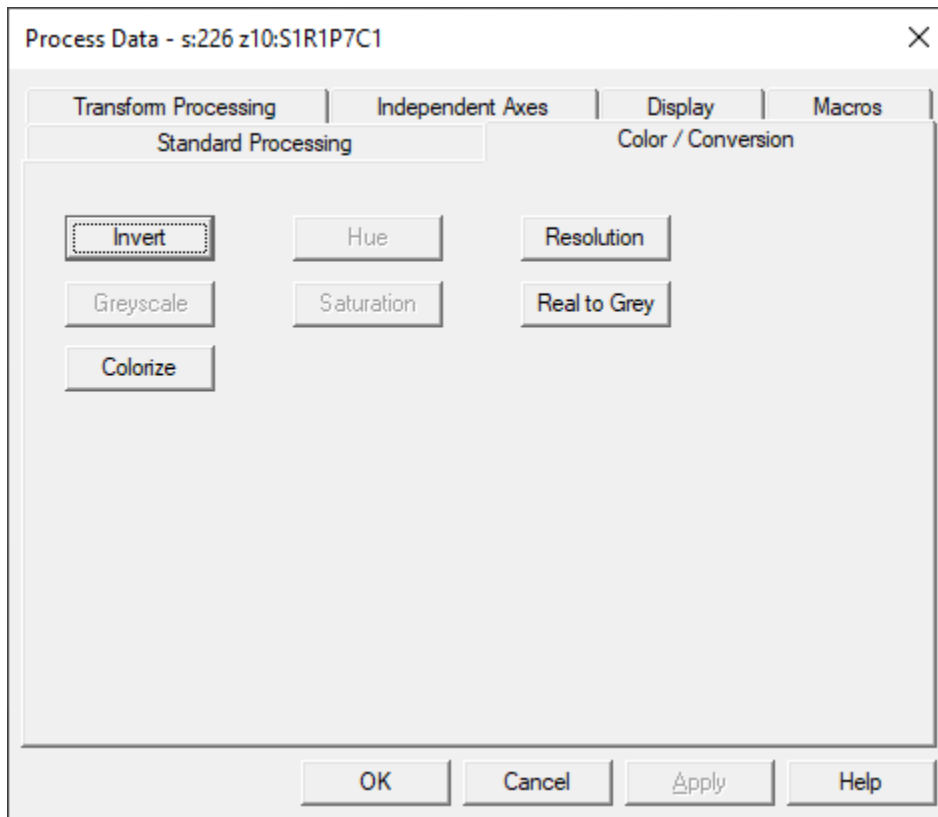 Process Data - s:226 z10:S1R1P7C1
Transform Processing Independent Axes Display Macros
Standard Processing Color / Conversion
Invert Hue Resolution
Greyscale Saturation Real to Grey
Colorize
OK Cancel Apply Help